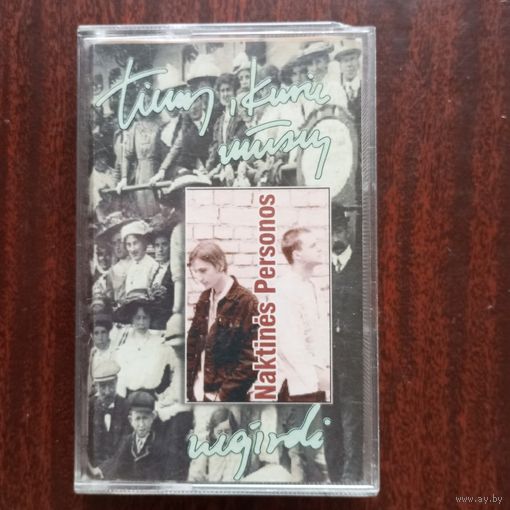 tiems, kurie
mūsų
Naktinės Personos
negirdi
www.ay.by